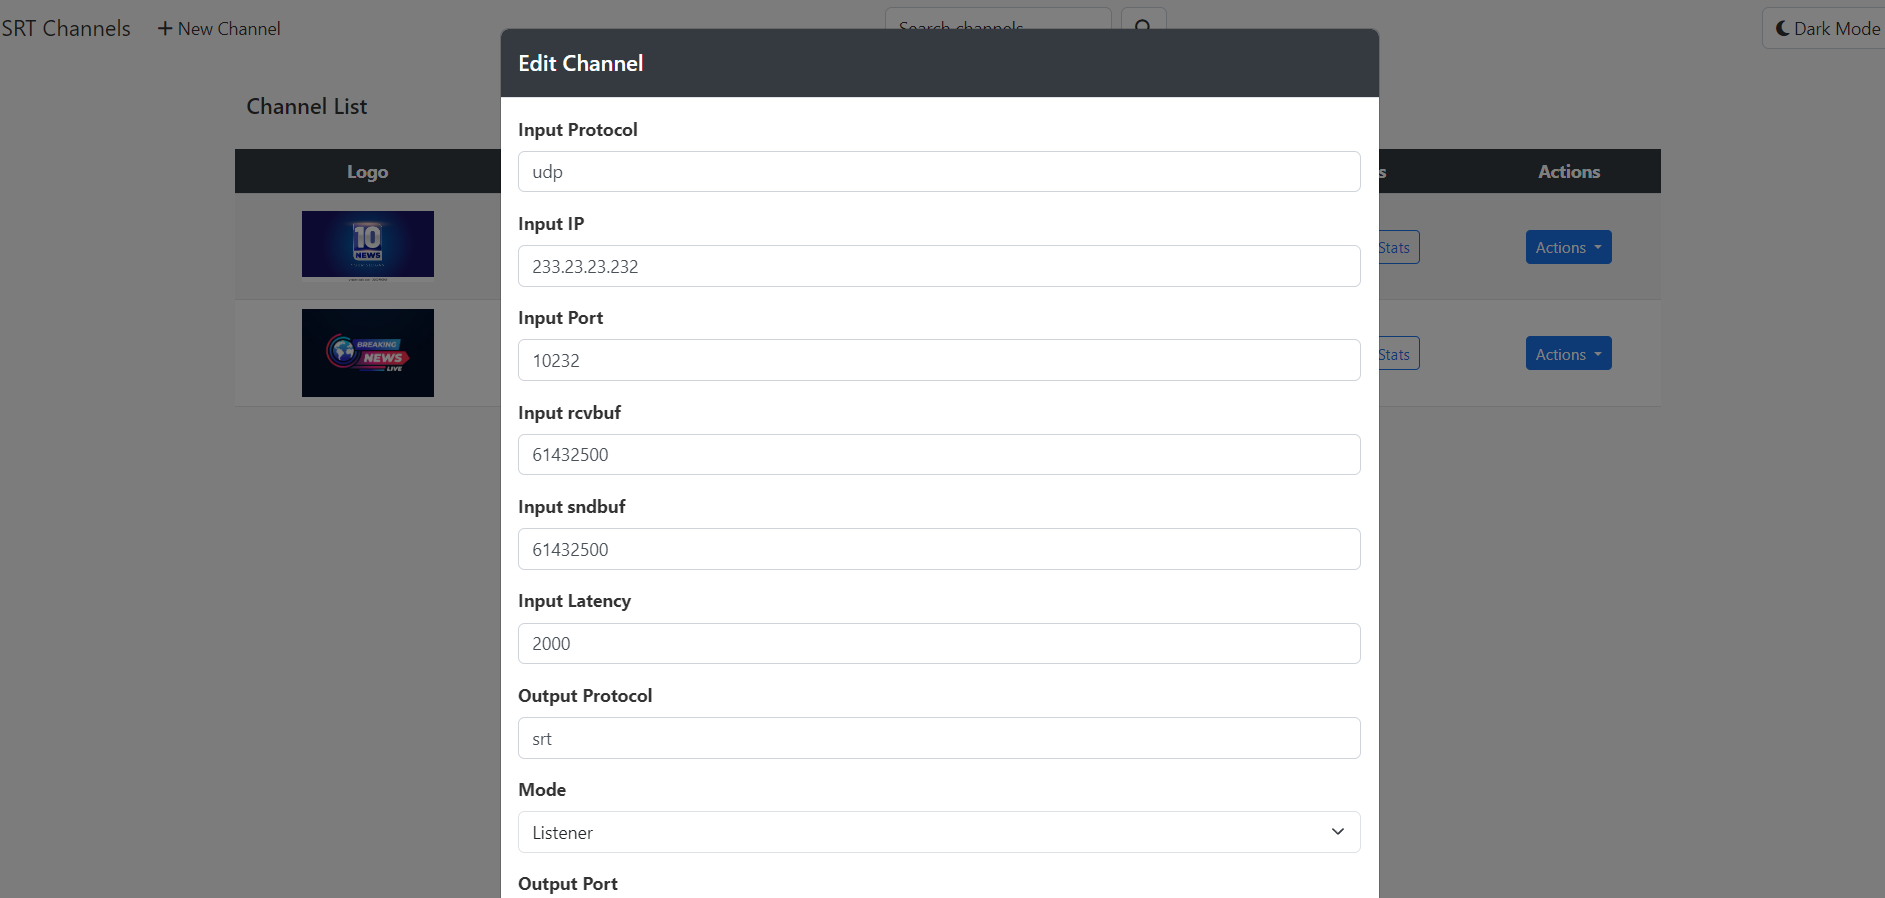 SRT Channels
New Channel
Search channels
Dark Mode
Edit Channel
Channel List
Input Protocol
udp
Logo
s
Actions
Input IP
233.23.23.232
10
NEWS
Stats
Actions
Input Port
10232
BREAKING
NEWS
LIVE
Stats
Actions
Input rcvbuf
61432500
Input sndbuf
61432500
Input Latency
2000
Output Protocol
srt
Mode
Listener
Output Port